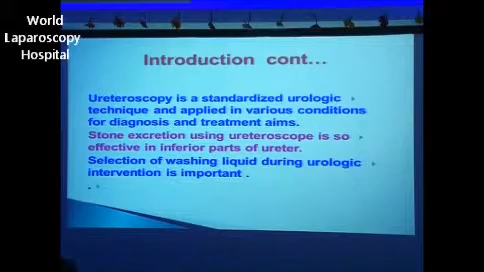 World
Laparoscopy
Hospital
Introduction cont...
Ureteroscopy is a standardized urologic
technique and applied in various conditions
for diagnosis and treatment aims.
Stone excretion using ureteroscope is so
effective in inferior parts of ureter.
Selection of washing liquid during urologic
intervention is important .
.